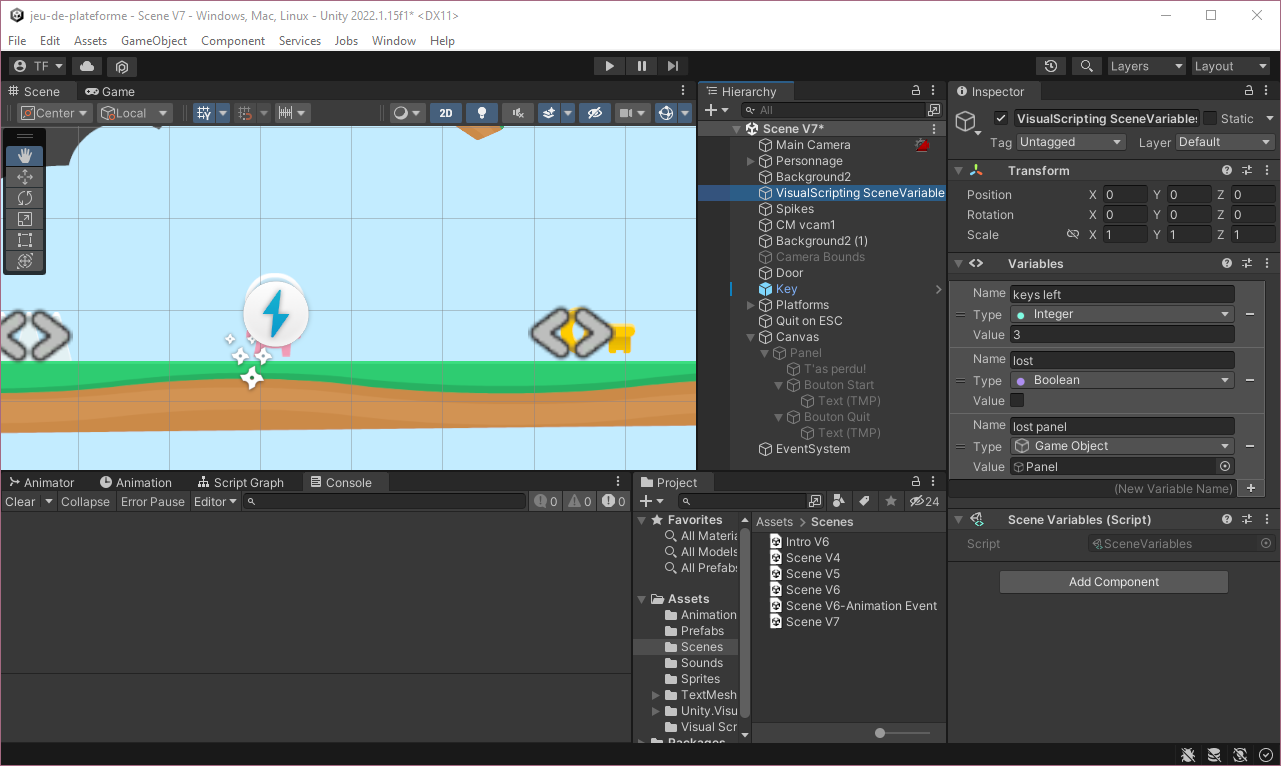 jeu-de-plateforme - Scene V7 - Windows, Mac, Linux - Unity 2022.1.15f1* <DX11>
File Edit Assets GameObject Component Services Jobs Window Help
TF
Layers Layout
Scene Game
Center Local 2D
Hierarchy
All
Scene V7*
Main Camera
Personnage
Background2
VisualScripting SceneVariable
Spikes
CM vcam1
Background2 (1)
Camera Bounds
Door
Key
Platforms
Quit on ESC
Canvas
Panel
T'as perdu!
Bouton Start
Text (TMP)
Bouton Quit
Text (TMP)
EventSystem
Inspector
VisualScripting SceneVariable Static
Tag Untagged Layer Default
Transform
Position X 0 Y 0 Z 0
Rotation X 0 Y 0 Z 0
Scale X 1 Y 1 Z 1
Variables
Name keys left
Type Integer
Value 3
Name lost
Type Boolean
Value
Name lost panel
Type Game Object
Value Panel
(New Variable Name)
Scene Variables (Script)
Script SceneVariables
Add Component
Animator Animation Script Graph Console
Clear Collapse Error Pause Editor 0 0 0
Project
24
Favorites
All Materia
All Models
All Prefabs
Assets
Animation
Prefabs
Scenes
Sounds
Sprites
TextMesh
Unity.Visu
Visual Scr
Packages
Assets > Scenes
Intro V6
Scene V4
Scene V5
Scene V6
Scene V6-Animation Event
Scene V7